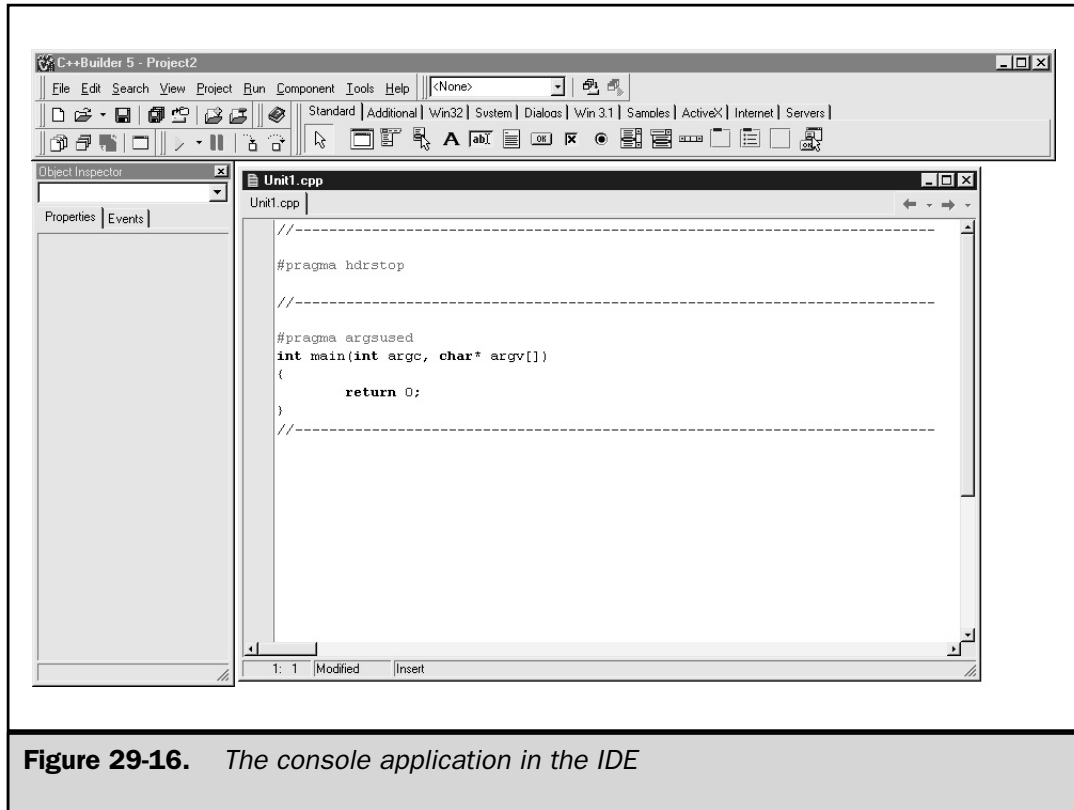 C++Builder 5 - Project2
File Edit Search View Project Run Component Tools Help <None>
Standard Additional Win32 System Dialogs Win 3.1 Samples ActiveX Internet Servers
A ab OK OK
Object Inspector
Properties Events
Unit1.cpp
Unit1.cpp
//---------------------------------------------------------------------------
#pragma hdrstop
//---------------------------------------------------------------------------
#pragma argsused
int main(int argc, char* argv[])
{
return 0;
}
//---------------------------------------------------------------------------
1: 1 Modified Insert
Figure 29-16. The console application in the IDE